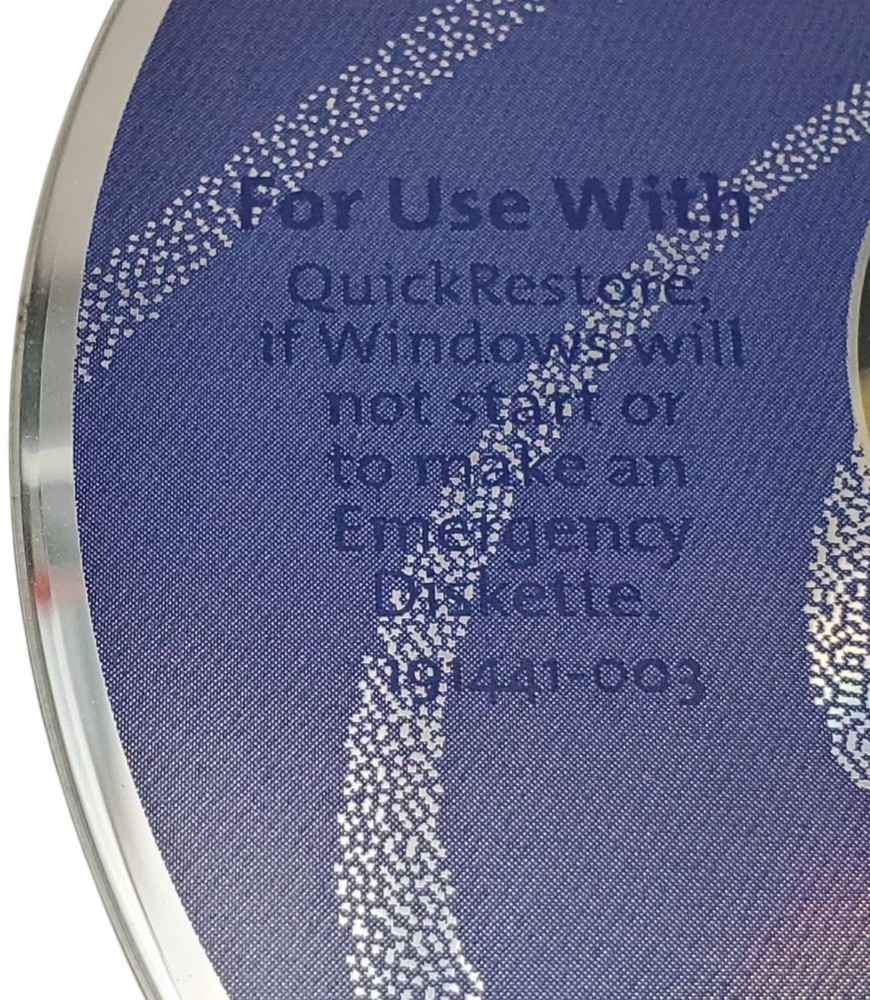 For Use With
QuickRestore,
if Windows will
not start or
to make an
Emergency
Diskette.
191441-003